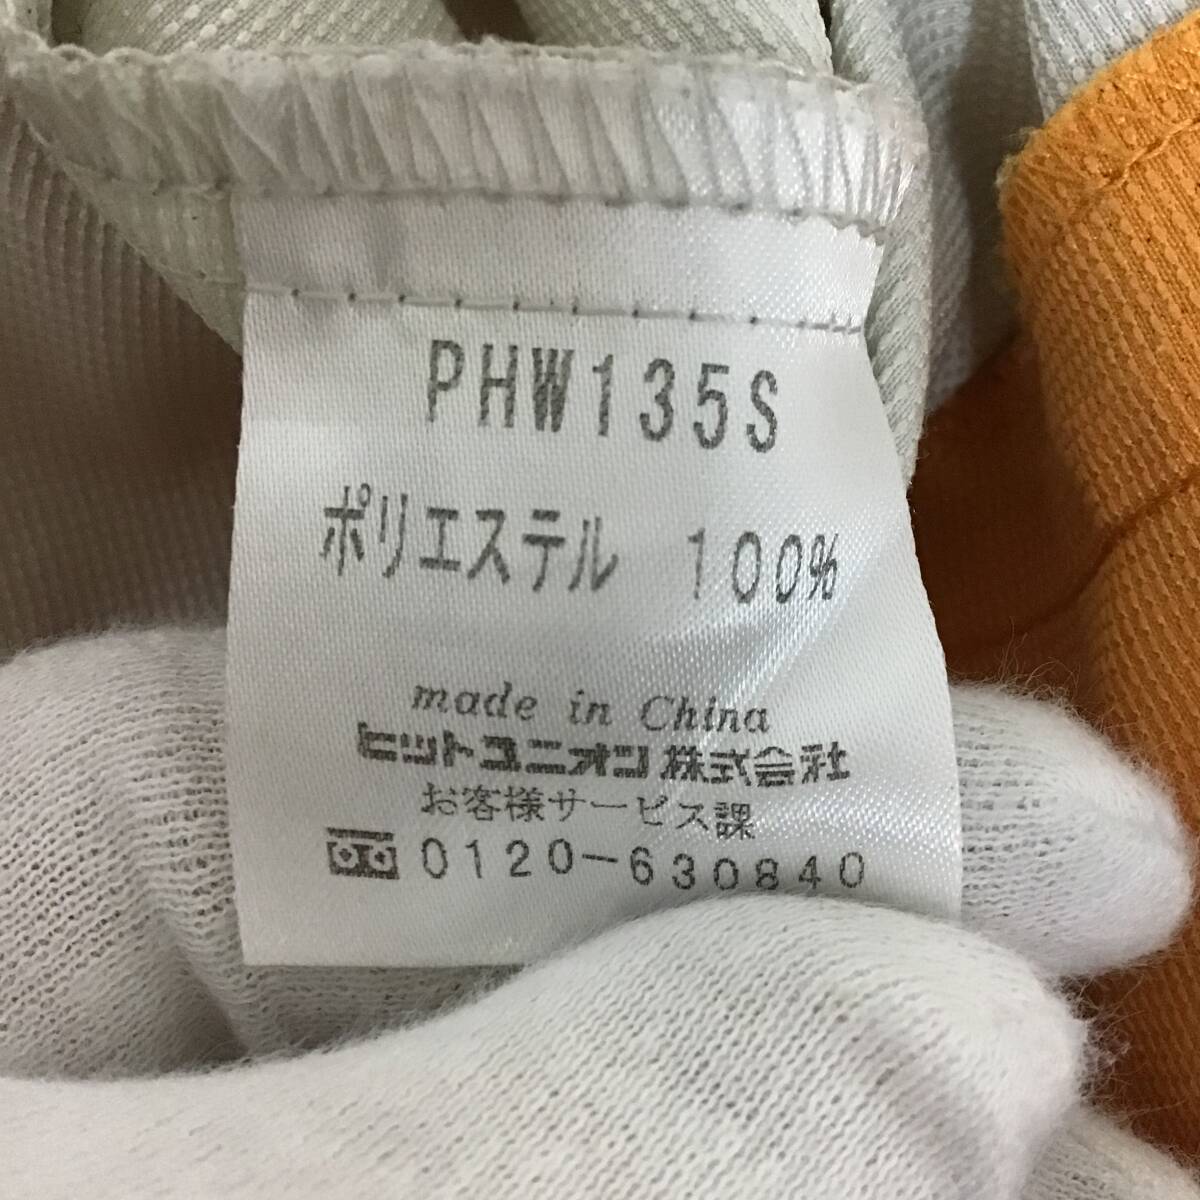 PHW135S
ポリエステル 100%
made in China
ヒットユニオン株式会社
お客様サービス課
0120-630840